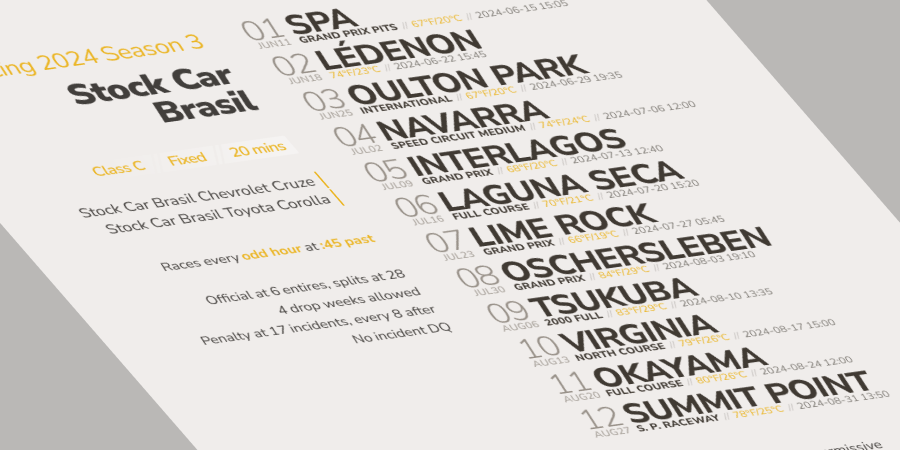 ing 2024 Season 3
Stock Car
Brasil
Class C Fixed 20 mins
Stock Car Brasil Chevrolet Cruze
Stock Car Brasil Toyota Corolla
Races every odd hour at :45 past
Official at 6 entires, splits at 28
4 drop weeks allowed
Penalty at 17 incidents, every 8 after
No incident DQ
01 SPA
JUN11 GRAND PRIX PITS // 67°F/20°C // 2024-06-15 15:05
02 LÉDENON
JUN18 74°F/23°C // 2024-06-22 15:45
03 OULTON PARK
JUN25 INTERNATIONAL // 67°F/20°C // 2024-06-29 19:35
04 NAVARRA
JUL02 SPEED CIRCUIT MEDIUM // 74°F/24°C // 2024-07-06 12:00
05 INTERLAGOS
JUL09 GRAND PRIX // 68°F/20°C // 2024-07-13 12:40
06 LAGUNA SECA
JUL16 FULL COURSE // 70°F/21°C // 2024-07-20 15:20
07 LIME ROCK
JUL23 GRAND PRIX // 66°F/19°C // 2024-07-27 05:45
08 OSCHERSLEBEN
JUL30 GRAND PRIX // 84°F/29°C // 2024-08-03 19:10
09 TSUKUBA
AUG06 2000 FULL // 83°F/29°C // 2024-08-10 13:35
10 VIRGINIA
AUG13 NORTH COURSE // 79°F/26°C // 2024-08-17 15:00
11 OKAYAMA
AUG20 FULL COURSE // 80°F/26°C // 2024-08-24 12:00
12 SUMMIT POINT
AUG27 S. P. RACEWAY // 78°F/25°C // 2024-08-31 13:50
rmissive